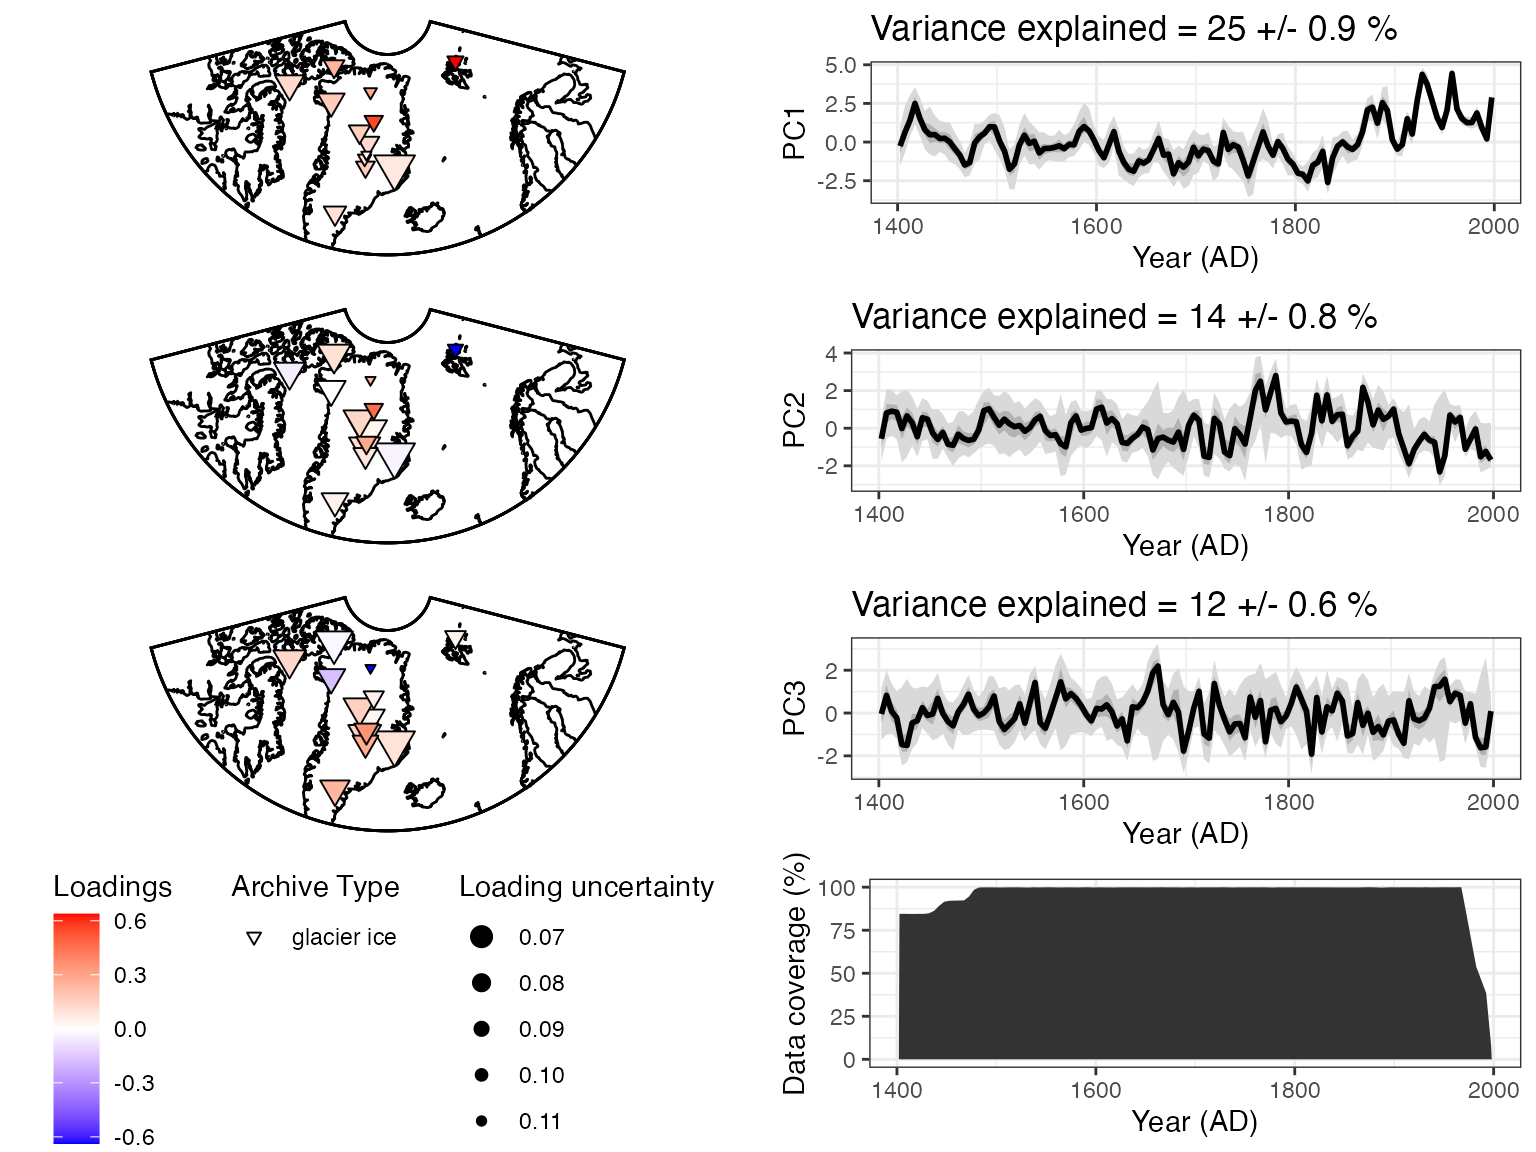 Variance explained = 25 +/- 0.9 %
PC1
5.0
2.5
0.0
-2.5
1400 1600 1800 2000
Year (AD)
Variance explained = 14 +/- 0.8 %
PC2
4
2
0
-2
1400 1600 1800 2000
Year (AD)
Variance explained = 12 +/- 0.6 %
PC3
2
0
-2
1400 1600 1800 2000
Year (AD)
Loadings
0.6
0.3
0.0
-0.3
-0.6
Archive Type
glacier ice
Loading uncertainty
0.07
0.08
0.09
0.10
0.11
Data coverage (%)
100
75
50
25
0
1400 1600 1800 2000
Year (AD)